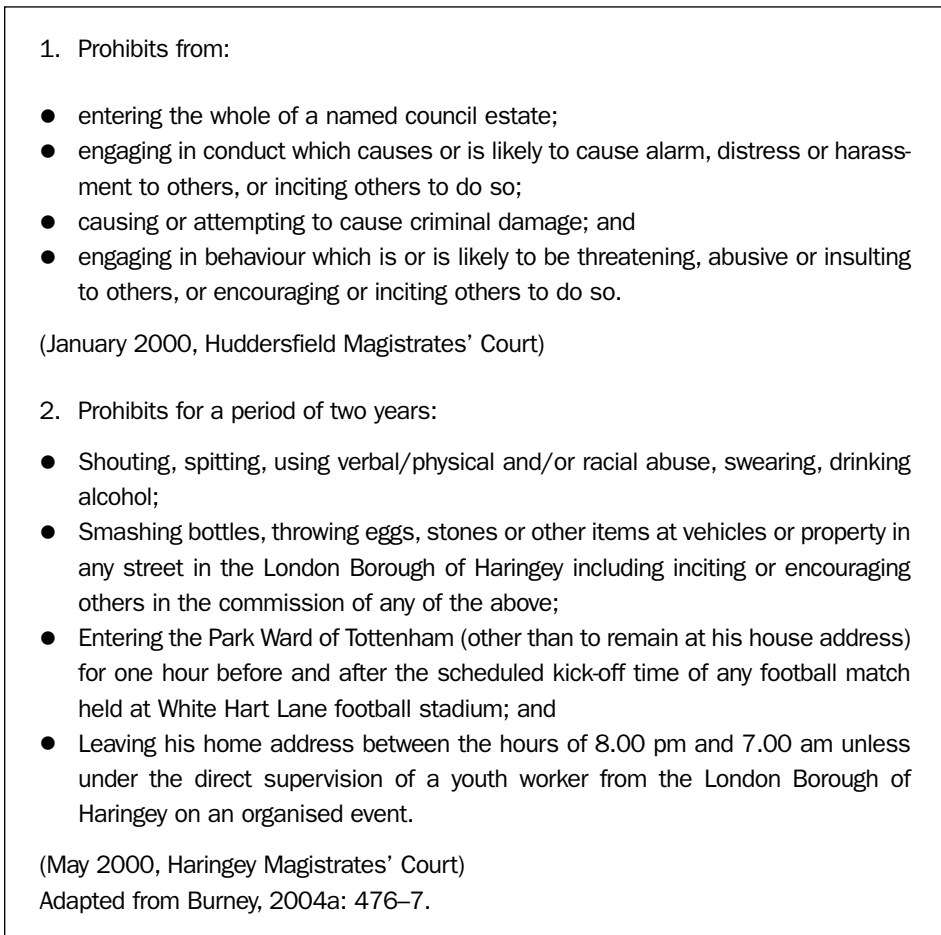 1. Prohibits from:
● entering the whole of a named council estate;
● engaging in conduct which causes or is likely to cause alarm, distress or harass-
ment to others, or inciting others to do so;
● causing or attempting to cause criminal damage; and
● engaging in behaviour which is or is likely to be threatening, abusive or insulting
to others, or encouraging or inciting others to do so.
(January 2000, Huddersfield Magistrates’ Court)
2. Prohibits for a period of two years:
● Shouting, spitting, using verbal/physical and/or racial abuse, swearing, drinking
alcohol;
● Smashing bottles, throwing eggs, stones or other items at vehicles or property in
any street in the London Borough of Haringey including inciting or encouraging
others in the commission of any of the above;
● Entering the Park Ward of Tottenham (other than to remain at his house address)
for one hour before and after the scheduled kick-off time of any football match
held at White Hart Lane football stadium; and
● Leaving his home address between the hours of 8.00 pm and 7.00 am unless
under the direct supervision of a youth worker from the London Borough of
Haringey on an organised event.
(May 2000, Haringey Magistrates’ Court)
Adapted from Burney, 2004a: 476–7.